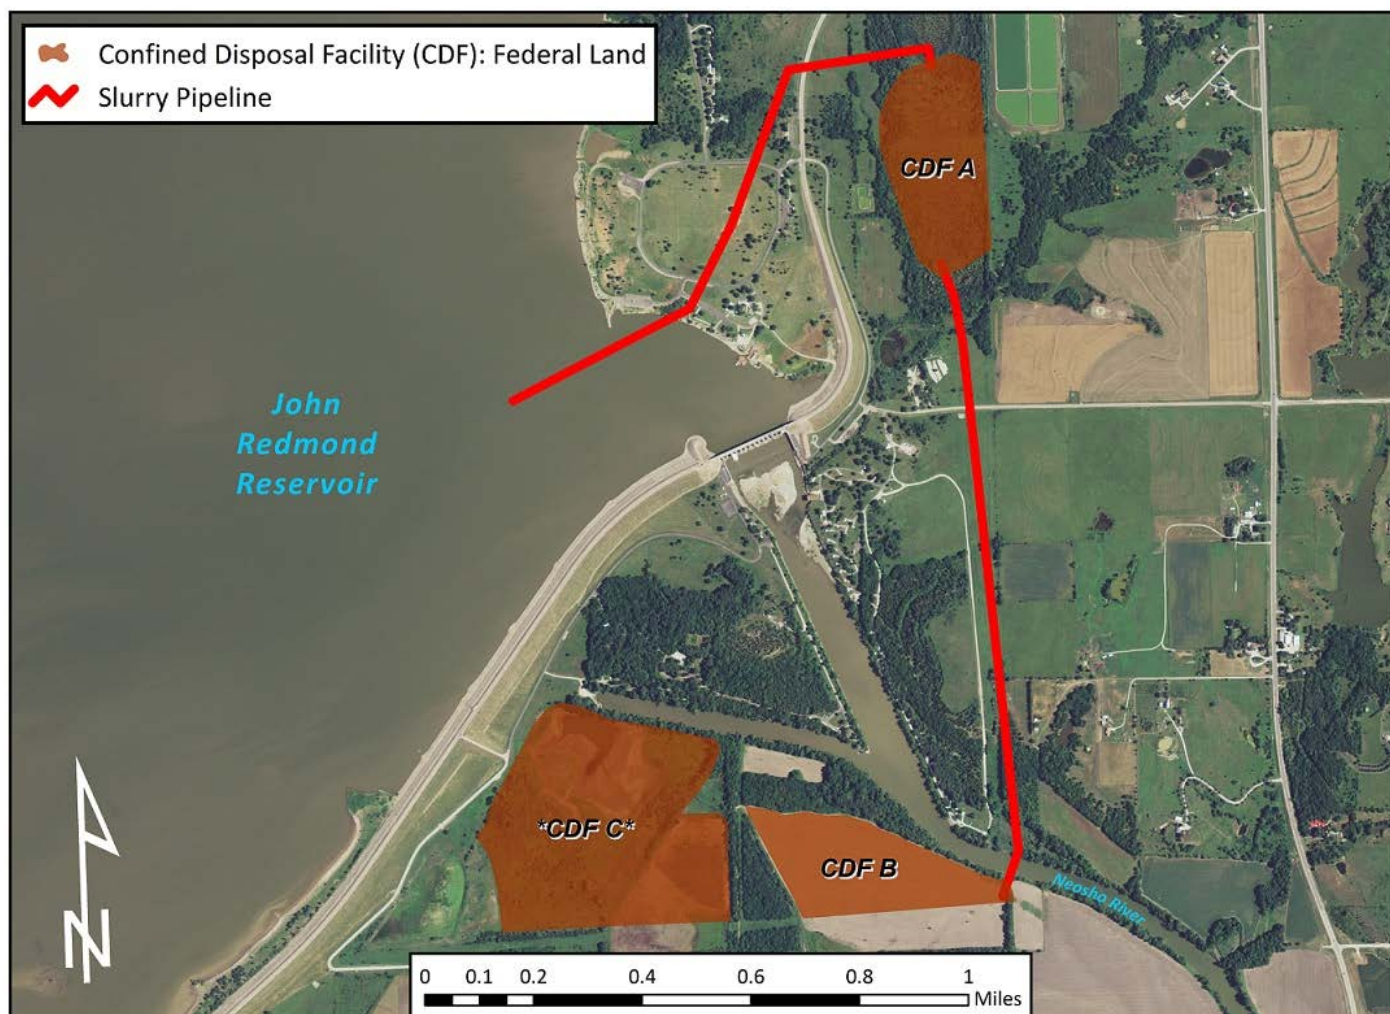 Confined Disposal Facility (CDF): Federal Land
Slurry Pipeline
CDF A
John
Redmond
Reservoir
*CDF C*
CDF B
Neosho River
N
0 0.1 0.2 0.4 0.6 0.8 1
Miles